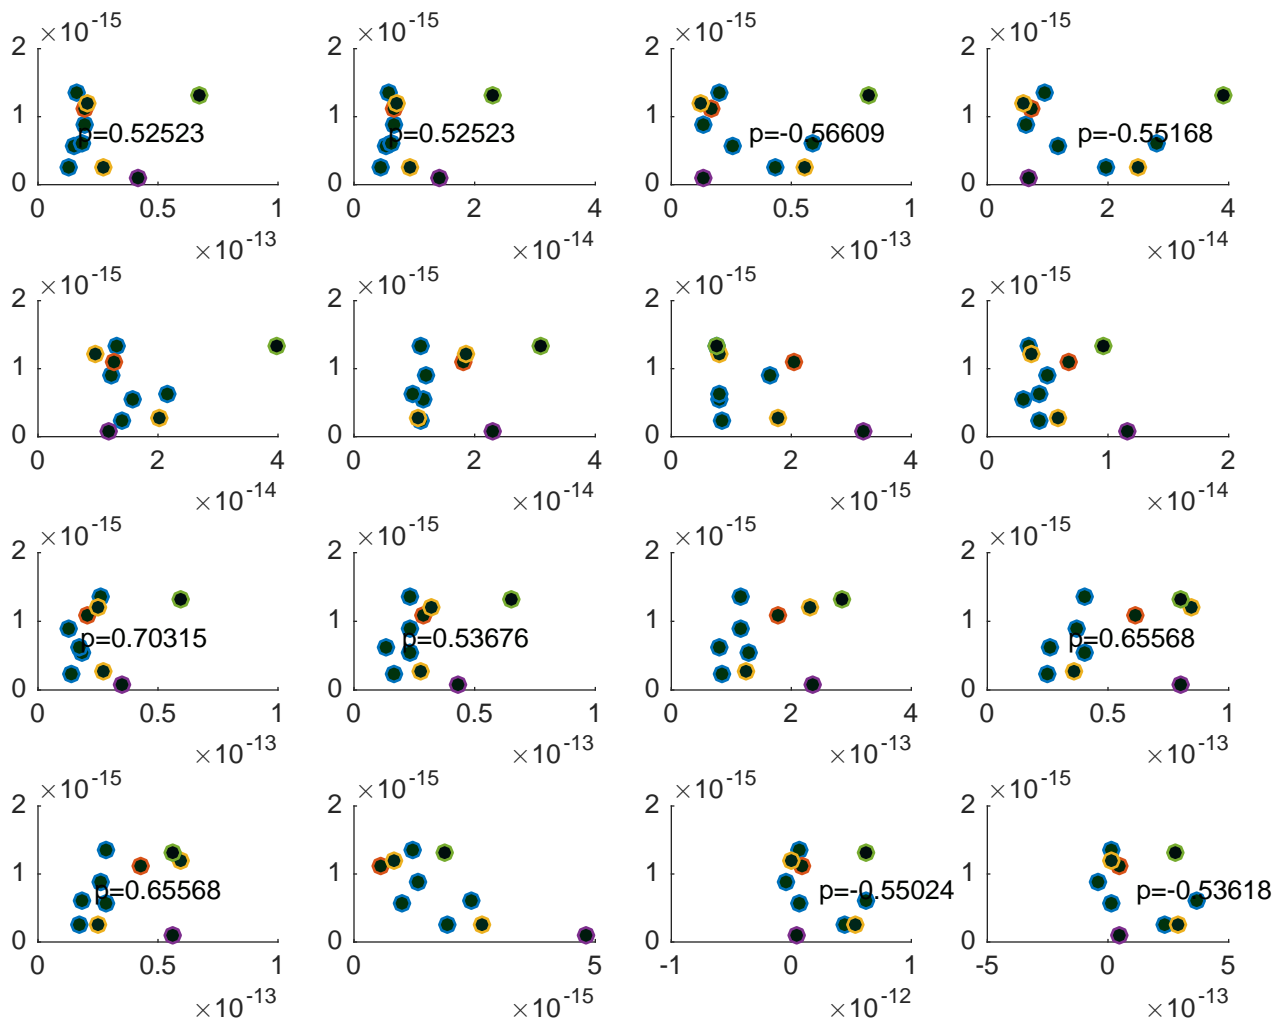 2 ×10-15 2 ×10-15 2 ×10-15 2 ×10-15
1 1 1 1
p=0.52523 p=0.52523 p=-0.56609 p=-0.55168
0 0 0 0
0 0.5 1 0 2 4 0 0.5 1 0 2 4
×10-13 ×10-14 ×10-13 ×10-14
2 ×10-15 2 ×10-15 2 ×10-15 2 ×10-15
1 1 1 1
0 0 0 0
0 2 4 0 2 4 0 2 4 0 1 2
×10-14 ×10-14 ×10-15 ×10-14
2 ×10-15 2 ×10-15 2 ×10-15 2 ×10-15
1 1 1 1
p=0.70315 p=0.53676 p=0.65568
0 0 0 0
0 0.5 1 0 0.5 1 0 2 4 0 0.5 1
×10-13 ×10-13 ×10-13 ×10-13
2 ×10-15 2 ×10-15 2 ×10-15 2 ×10-15
1 1 1 1
p=0.65568 p=-0.55024 p=-0.53618
0 0 0 0
0 0.5 1 0 5 -1 0 1 -5 0 5
×10-13 ×10-15 ×10-12 ×10-13